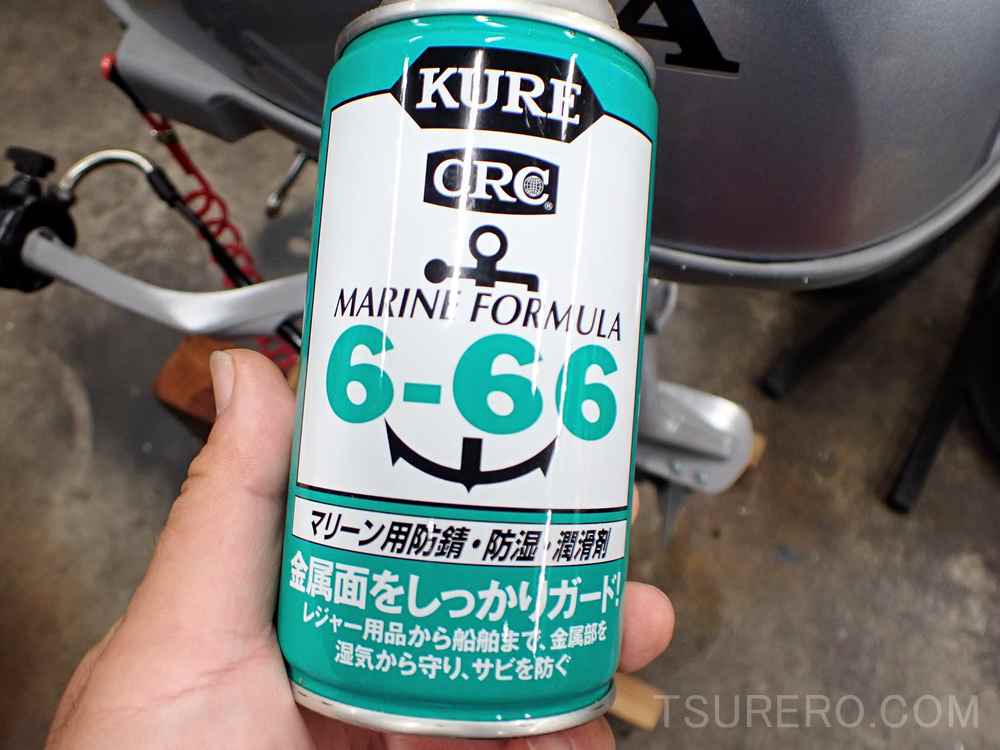 A
KURE
CRC
®
MARINE FORMULA
6-66
マリーン用防錆・防湿・潤滑剤
金属面をしっかりガード!
レジャー用品から船舶まで、金属部を
湿気から守り、サビを防ぐ
TSURERO.COM